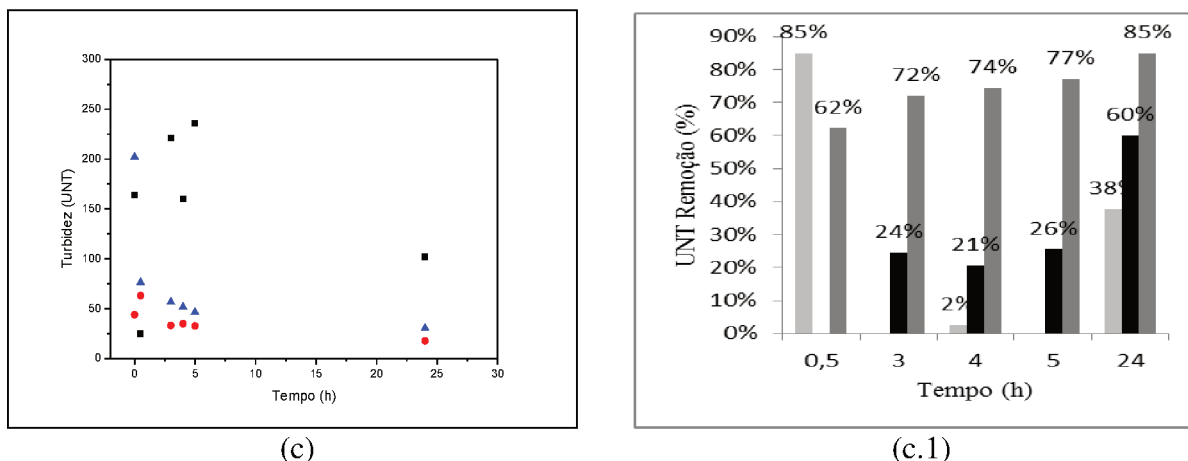 300
250
200
150
100
50
0
Turbidez (UNT)
0 5 10 15 20 25 30
Tempo (h)
(c)
90%
80%
70%
60%
50%
40%
30%
20%
10%
0%
UNT Remoção (%)
85% 62% 24% 72% 2% 21% 74% 26% 77% 38% 60% 85%
0,5 3 4 5 24
Tempo (h)
(c.1)